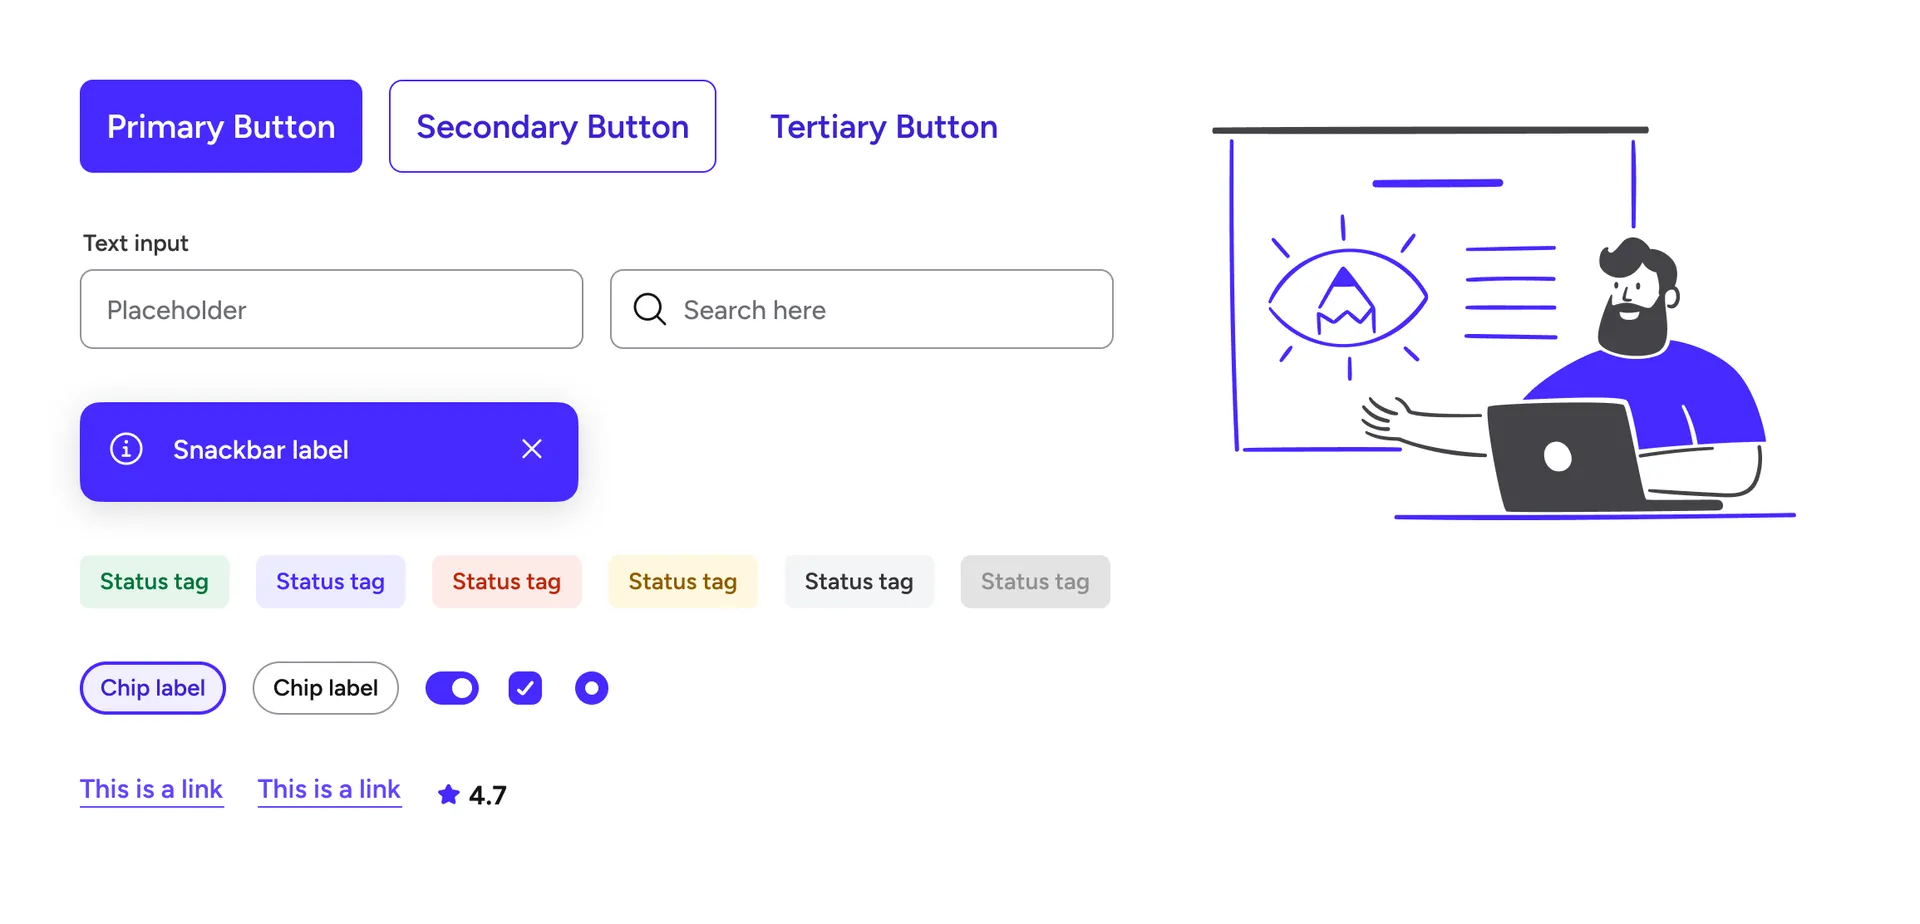 Primary Button
Secondary Button
Tertiary Button
Text input
Placeholder
Search here
Snackbar label
Status tag
Status tag
Status tag
Status tag
Status tag
Status tag
Chip label
Chip label
This is a link
This is a link
4.7